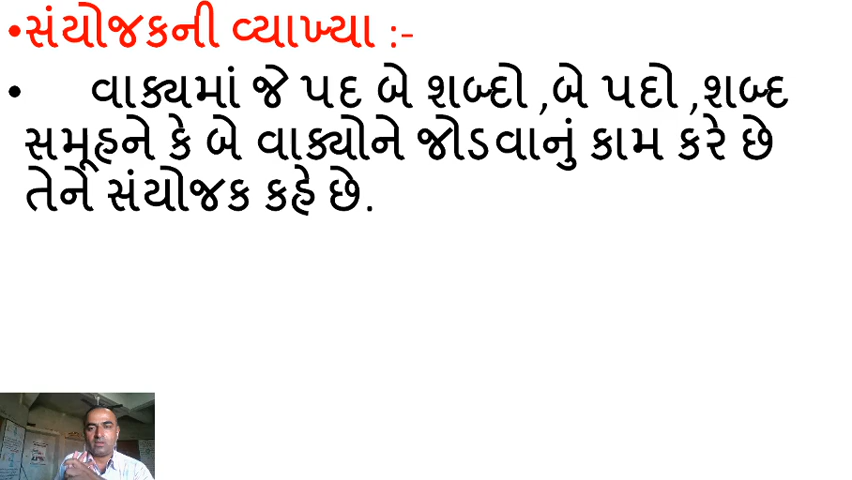 •સંયોજકની વ્યાખ્યા :-
• વાક્યમાં જે પદ બે શબ્દો ,બે પદો ,શબ્દ
સમૂહને કે બે વાક્યોને જોડવાનું કામ કરે છે
તેને સંયોજક કહે છે.